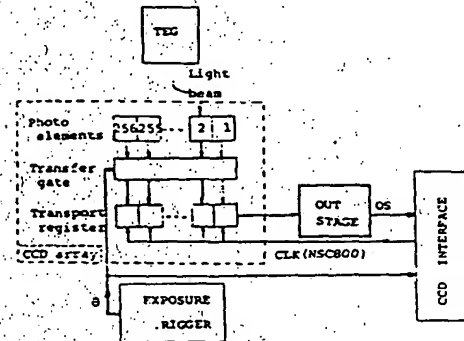 TEG
Light
beam
Photo
elements
256 255 2 1
Transfer
gate
Transport
register
OUT
STAGE
OS
CCD array
CLK(NSC800)
CCD INTERFACE
θ
EXPOSURE
.RIGGER